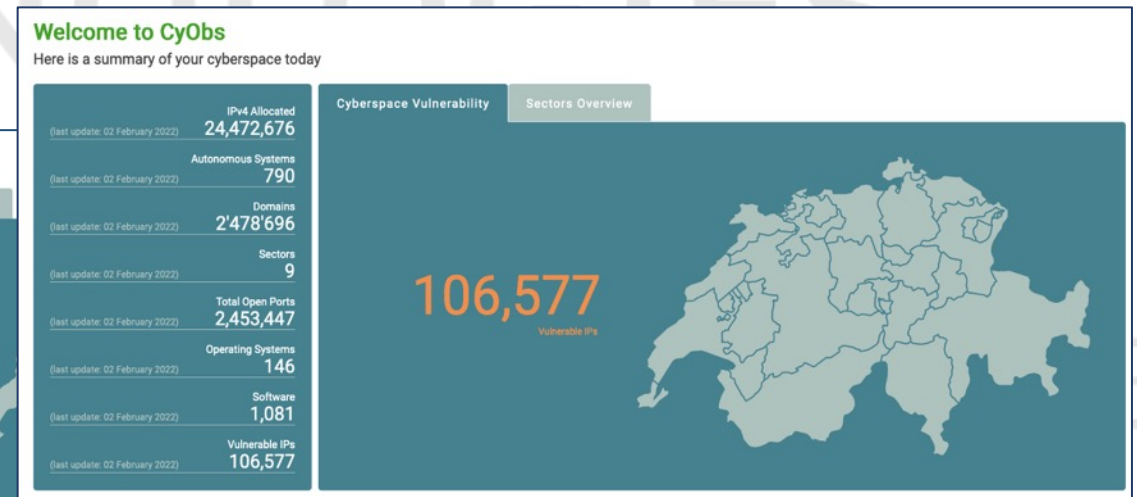 Welcome to CyObs
Here is a summary of your cyberspace today
IPv4 Allocated
(last update: 02 February 2022) 24,472,676
Autonomous Systems
(last update: 02 February 2022) 790
Domains
(last update: 02 February 2022) 2'478'696
Sectors
(last update: 02 February 2022) 9
Total Open Ports
(last update: 02 February 2022) 2,453,447
Operating Systems
(last update: 02 February 2022) 146
Software
(last update: 02 February 2022) 1,081
Vulnerable IPs
(last update: 02 February 2022) 106,577
Cyberspace Vulnerability Sectors Overview
106,577
Vulnerable IPs